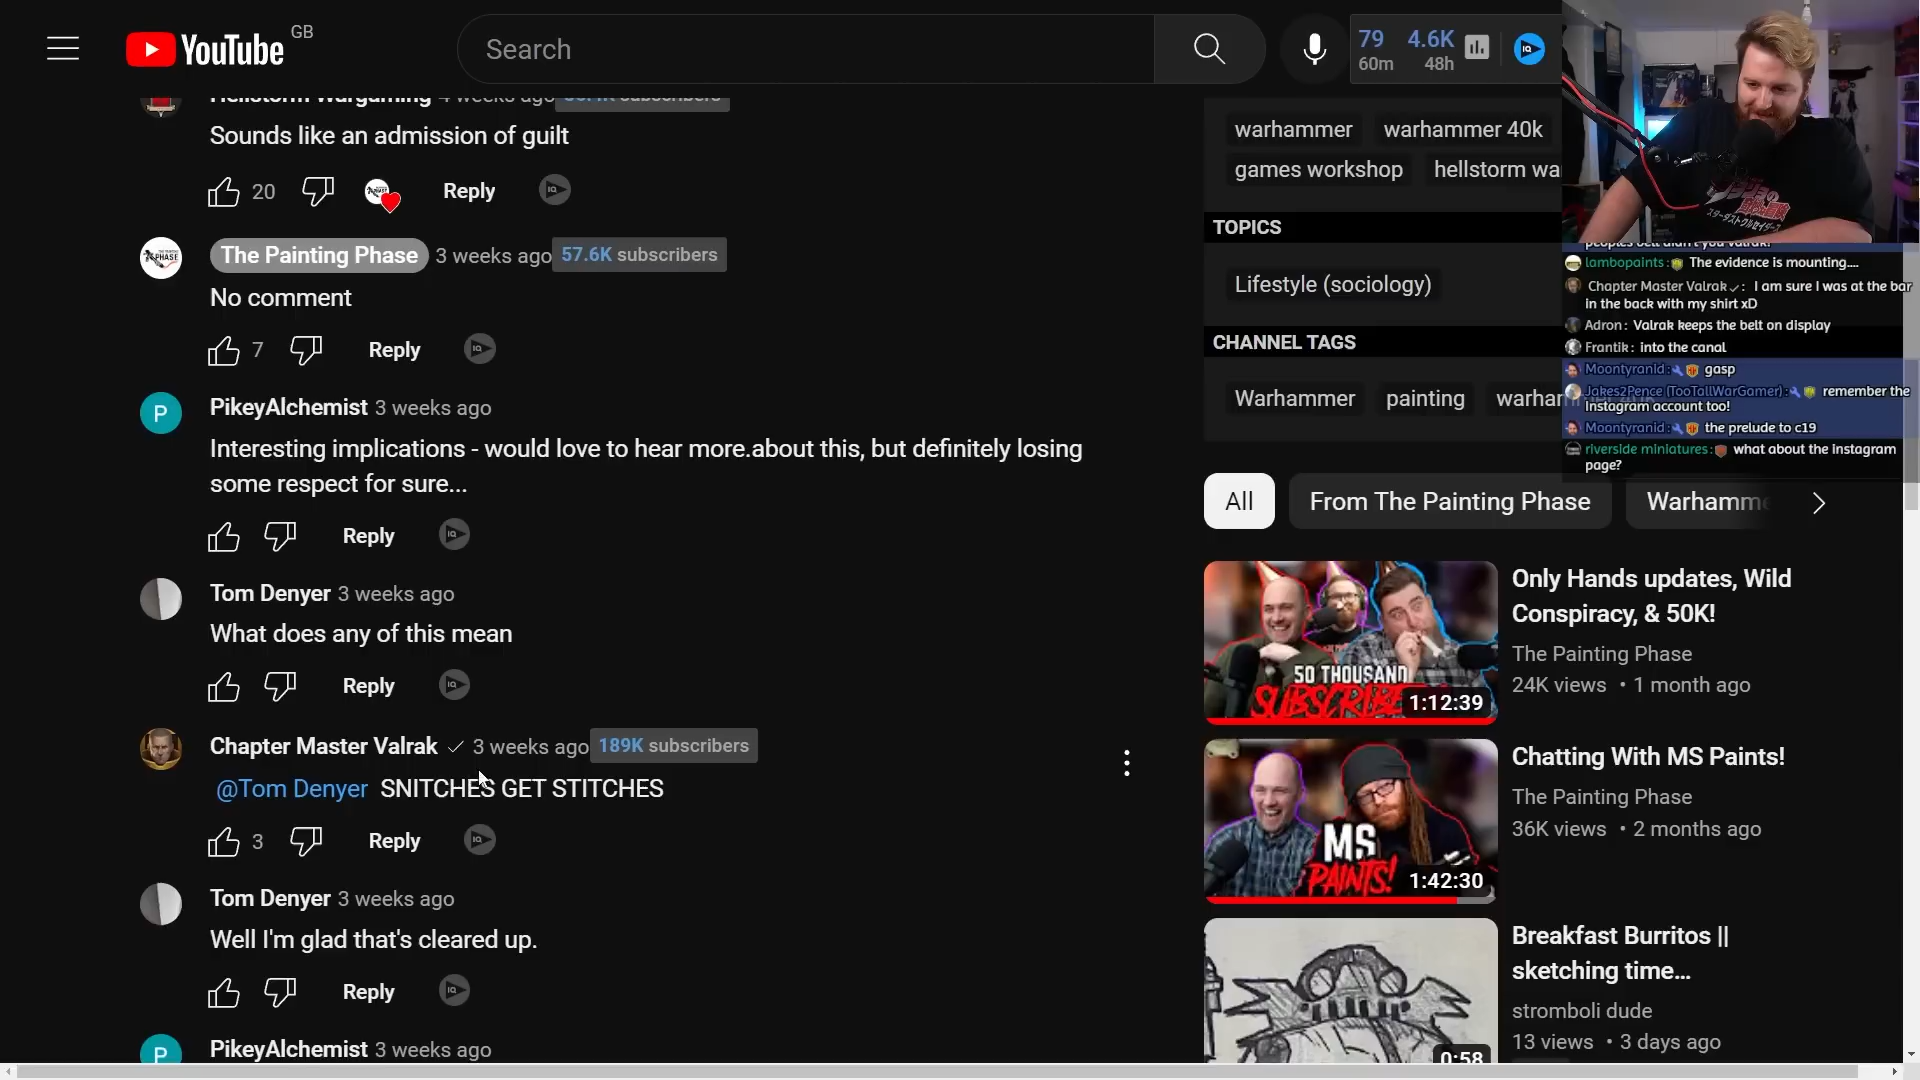 YouTube GB
Search
79 4.6K
60m 48h
Hellstorm Wargaming 4 weeks ago subscribers
Sounds like an admission of guilt
20 Reply
The Painting Phase 3 weeks ago 57.6K subscribers
No comment
7 Reply
PikeyAlchemist 3 weeks ago
Interesting implications - would love to hear more.about this, but definitely losing
some respect for sure...
Reply
Tom Denyer 3 weeks ago
What does any of this mean
Reply
Chapter Master Valrak 3 weeks ago 189K subscribers
@Tom Denyer SNITCHES GET STITCHES
3 Reply
Tom Denyer 3 weeks ago
Well I'm glad that's cleared up.
Reply
PikeyAlchemist 3 weeks ago
warhammer warhammer 40k
games workshop hellstorm wa
TOPICS
Lifestyle (sociology)
CHANNEL TAGS
Warhammer painting warham
peoples belt didn't you Valrak!
lambopaints: The evidence is mounting....
Chapter Master Valrak: I am sure I was at the bar
in the back with my shirt xD
Adron: Valrak keeps the belt on display
Frantik: into the canal
Moontyranid: gasp
Jakes2Pence (TooTallWarGamer): remember the
Instagram account too!
Moontyranid: the prelude to c19
riverside miniatures: what about the instagram
page?
All From The Painting Phase Warhamme
50 THOUSAND
SUBSCRIBE
1:12:39
Only Hands updates, Wild
Conspiracy, & 50K!
The Painting Phase
24K views • 1 month ago
MS
PAINTS!
1:42:30
Chatting With MS Paints!
The Painting Phase
36K views • 2 months ago
0:58
Breakfast Burritos ||
sketching time...
stromboli dude
13 views • 3 days ago